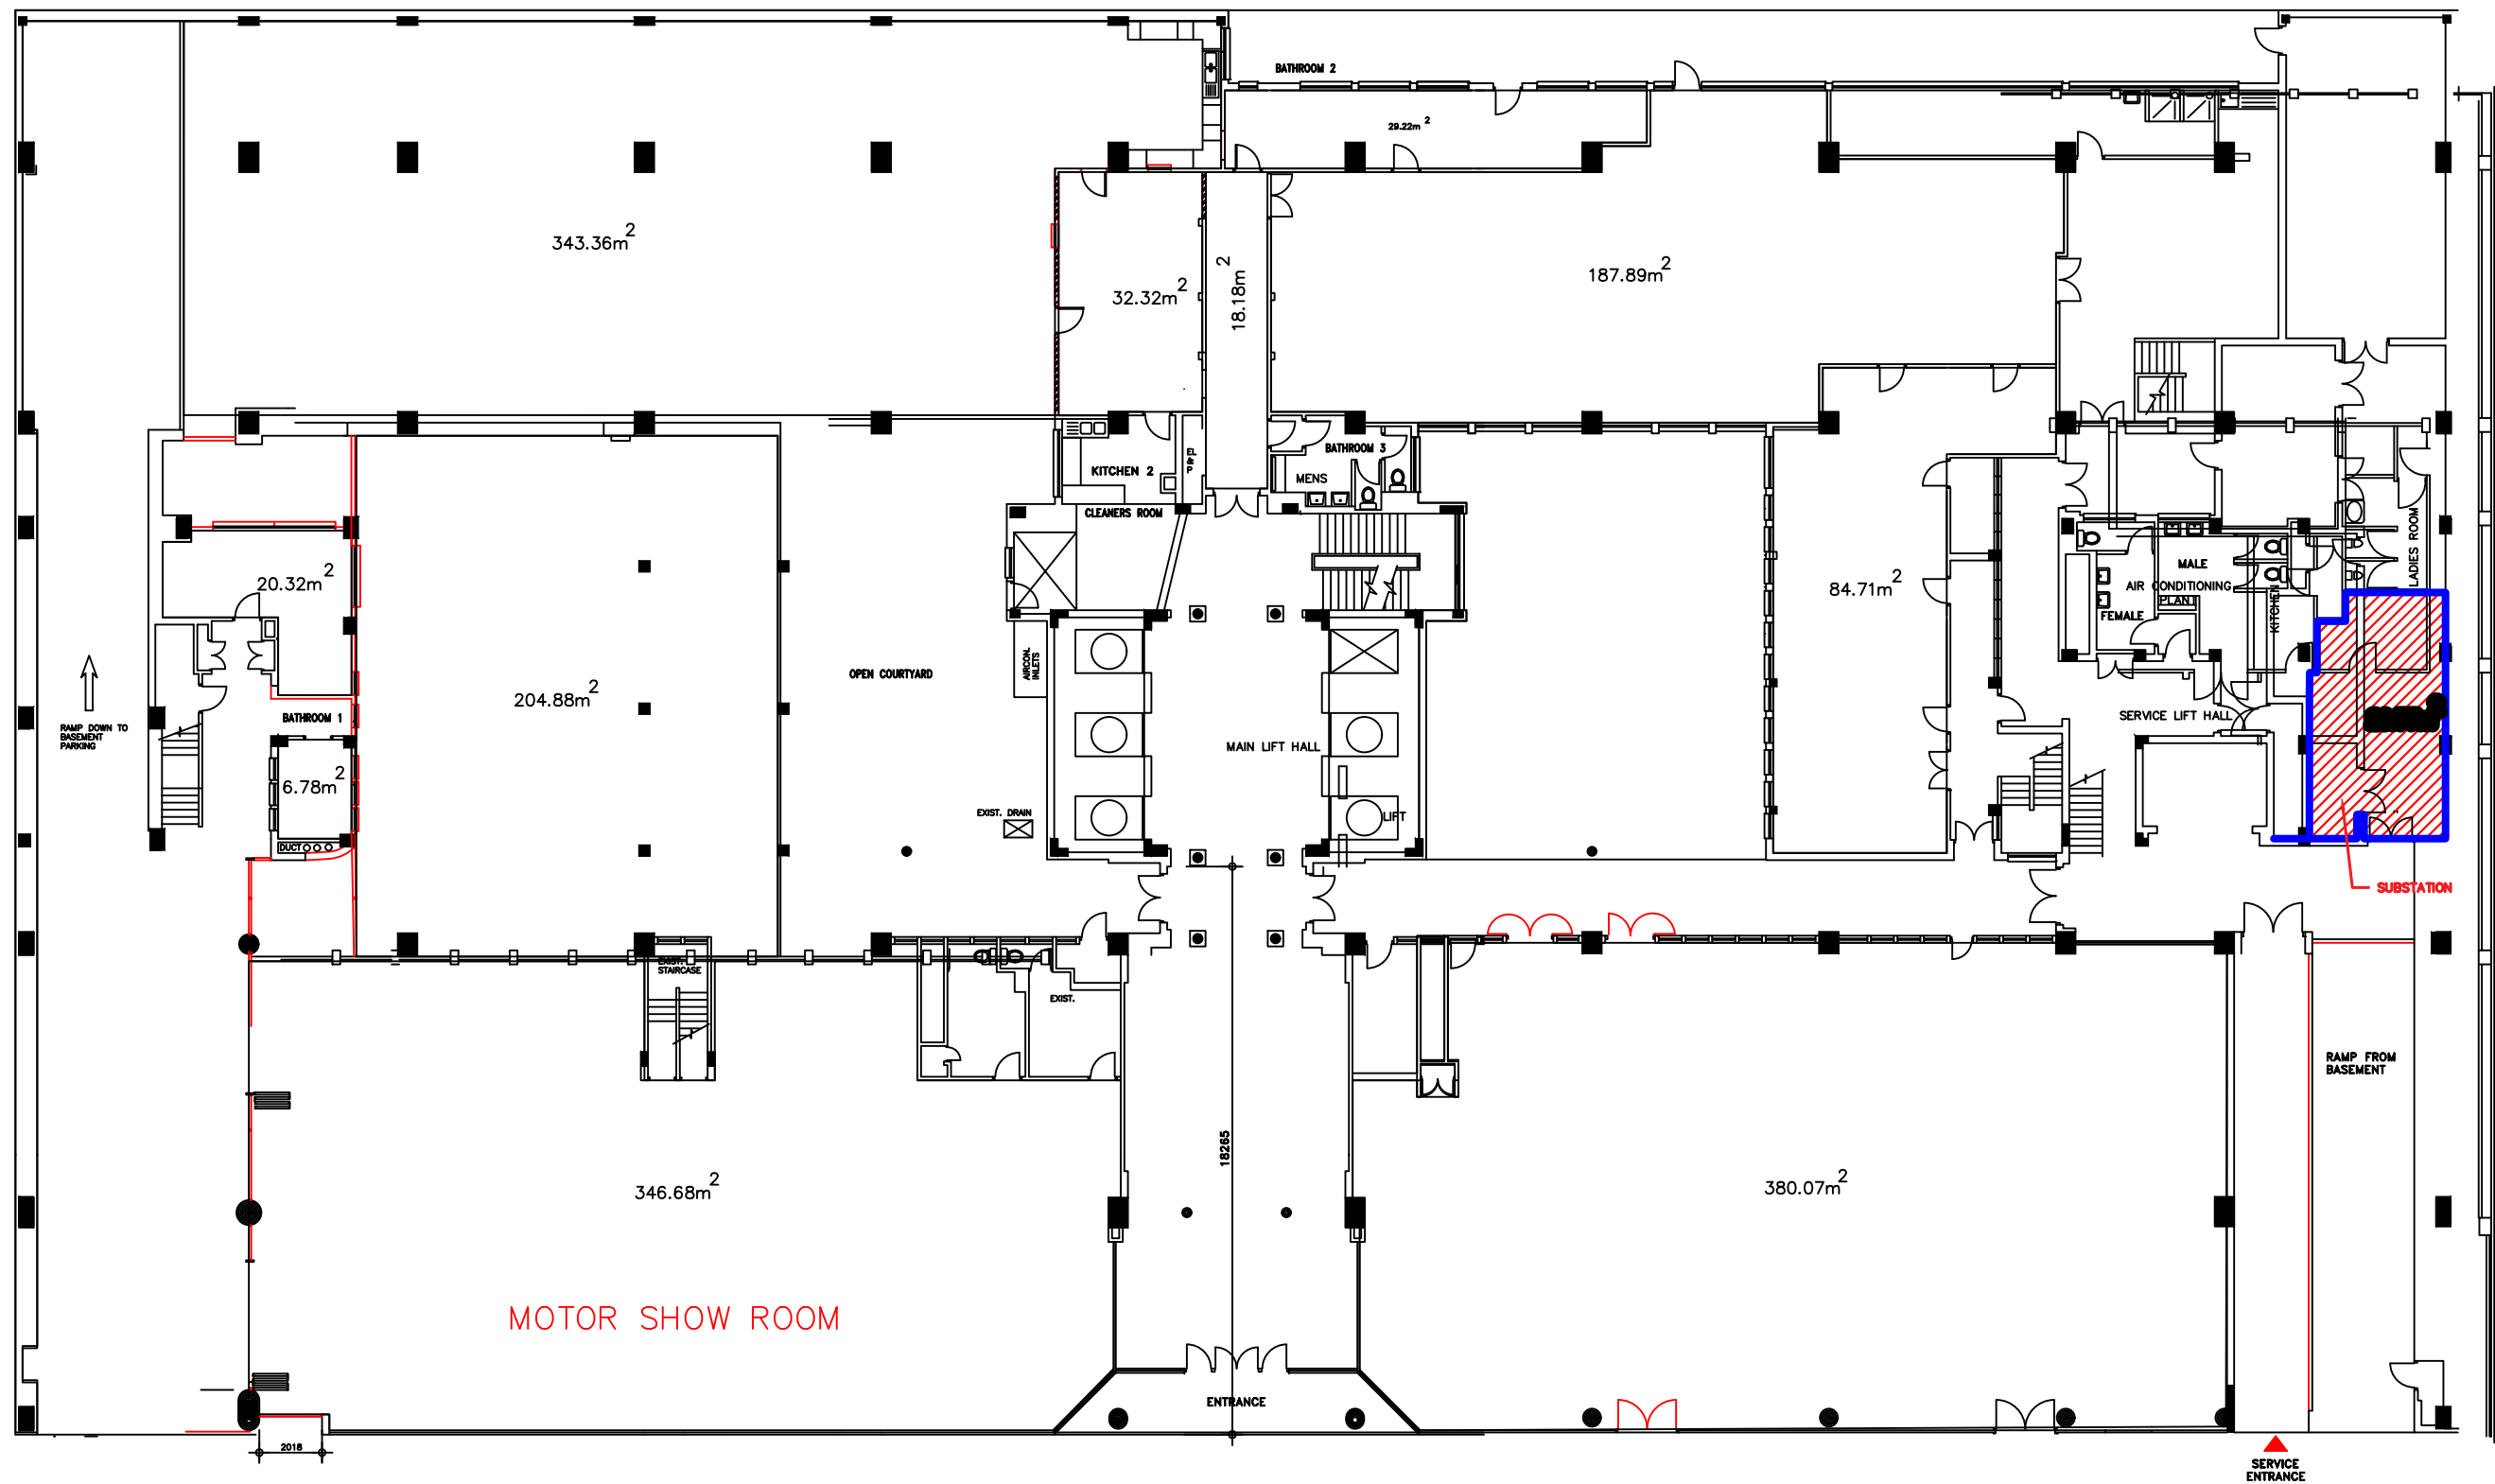 BATHROOM 2
29.22m 2
343.36m2
32.32m2
18.18m2
187.89m2
KITCHEN 2
EL
&
P
BATHROOM 3
MENS
CLEANERS ROOM
LADIES ROOM
20.32m2
84.71m2
MALE
AIR CONDITIONING
PLANT
FEMALE
KITCHEN
OPEN COURTYARD
AIRCON.
INLETS
204.88m2
BATHROOM 1
RAMP DOWN TO
BASEMENT
PARKING
SERVICE LIFT HALL
MAIN LIFT HALL
6.78m2
EXIST. DRAIN
LIFT
DUCT
SUBSTATION
EXIST.
STAIRCASE
EXIST.
RAMP FROM
BASEMENT
18265
346.68m2
380.07m2
MOTOR SHOW ROOM
ENTRANCE
2018
SERVICE
ENTRANCE